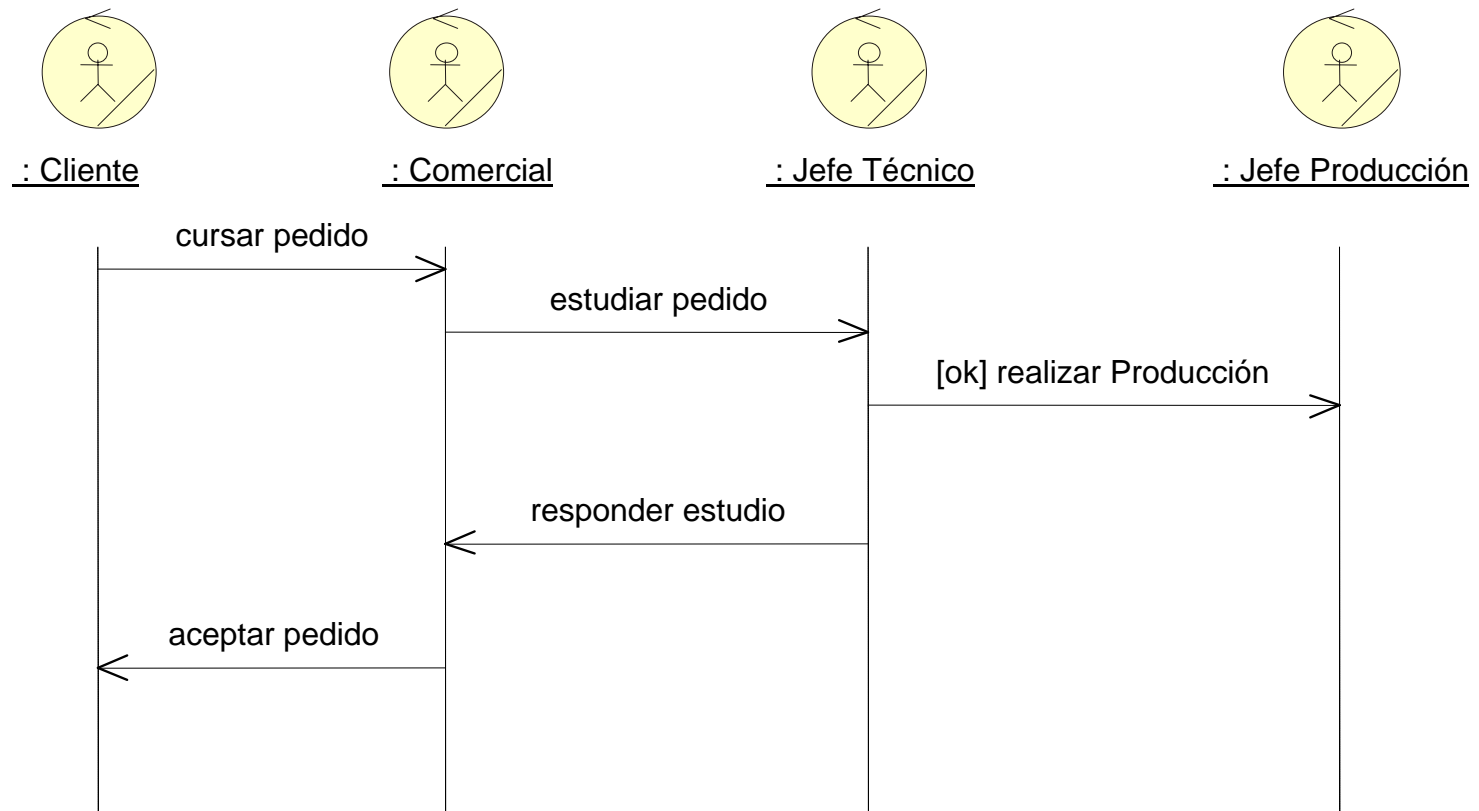 : Cliente
: Comercial
: Jefe Técnico
: Jefe Producción
cursar pedido
estudiar pedido
[ok] realizar Producción
responder estudio
aceptar pedido